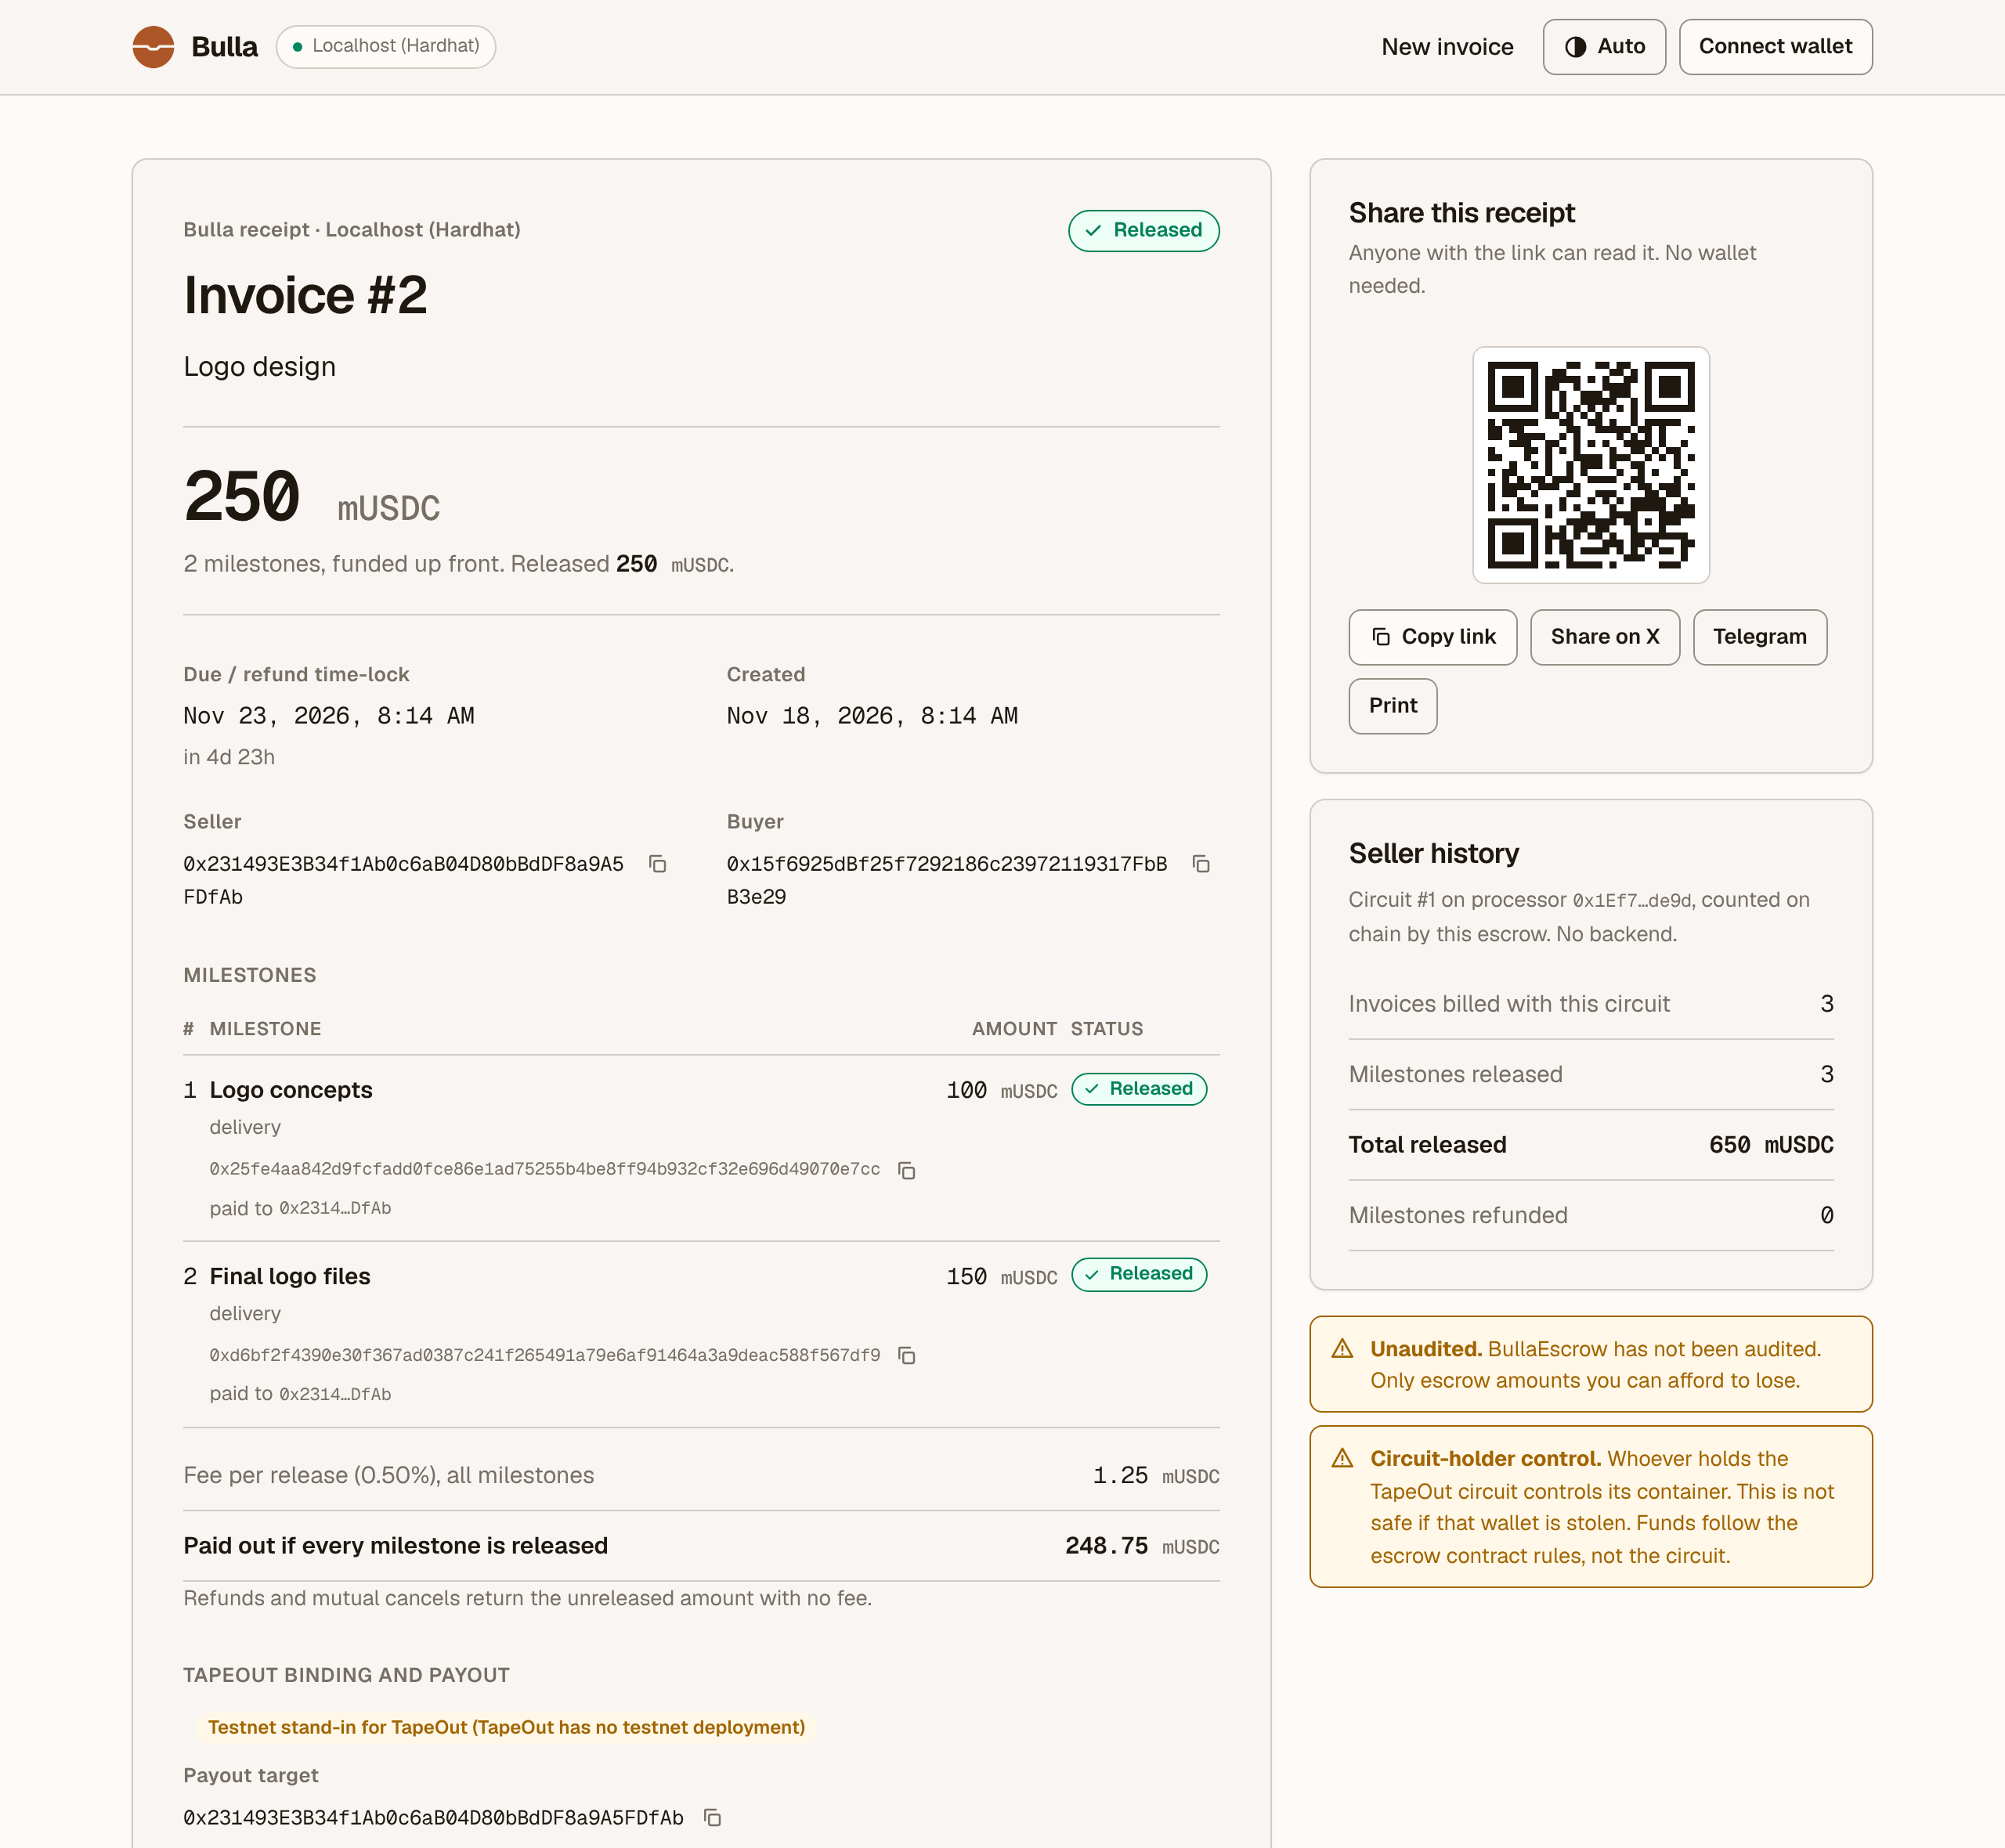 Bulla
Localhost (Hardhat)
New invoice
Auto
Connect wallet
Bulla receipt · Localhost (Hardhat)
Released
Invoice #2
Logo design
250 mUSDC
2 milestones, funded up front. Released 250 mUSDC.
Due / refund time-lock
Nov 23, 2026, 8:14 AM
in 4d 23h
Created
Nov 18, 2026, 8:14 AM
Seller
0x231493E3B34f1Ab0c6aB04D80bBdDF8a9A5
FDfAb
Buyer
0x15f6925dBf25f7292186c23972119317FbB
B3e29
MILESTONES
# MILESTONE AMOUNT STATUS
1 Logo concepts 100 mUSDC Released
delivery
0x25fe4aa842d9fcfadd0fce86e1ad75255b4be8ff94b932cf32e696d49070e7cc
paid to 0x2314…DfAb
2 Final logo files 150 mUSDC Released
delivery
0xd6bf2f4390e30f367ad0387c241f265491a79e6af91464a3a9deac588f567df9
paid to 0x2314…DfAb
Fee per release (0.50%), all milestones 1.25 mUSDC
Paid out if every milestone is released 248.75 mUSDC
Refunds and mutual cancels return the unreleased amount with no fee.
TAPEOUT BINDING AND PAYOUT
Testnet stand-in for TapeOut (TapeOut has no testnet deployment)
Payout target
0x231493E3B34f1Ab0c6aB04D80bBdDF8a9A5FDfAb
Share this receipt
Anyone with the link can read it. No wallet
needed.
Copy link
Share on X
Telegram
Print
Seller history
Circuit #1 on processor 0x1Ef7…de9d, counted on
chain by this escrow. No backend.
Invoices billed with this circuit 3
Milestones released 3
Total released 650 mUSDC
Milestones refunded 0
Unaudited. BullaEscrow has not been audited.
Only escrow amounts you can afford to lose.
Circuit-holder control. Whoever holds the
TapeOut circuit controls its container. This is not
safe if that wallet is stolen. Funds follow the
escrow contract rules, not the circuit.